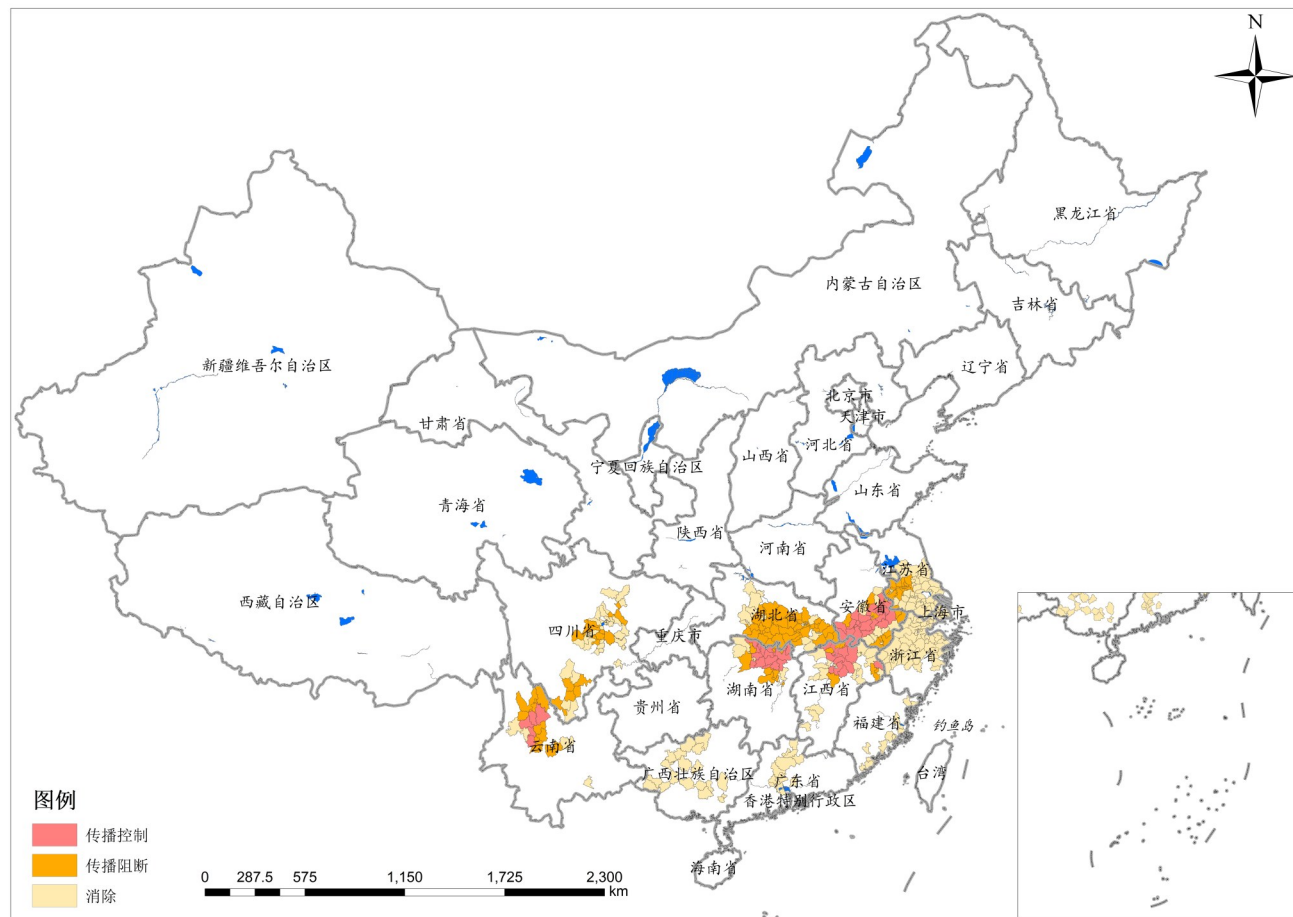 N
黑龙江省
内蒙古自治区
吉林省
新疆维吾尔自治区
辽宁省
北京市
天津市
甘肃省
河北省
山西省
宁夏回族自治区
山东省
青海省
陕西省
河南省
江苏省
西藏自治区
安徽省
上海市
湖北省
四川省
重庆市
浙江省
湖南省
江西省
贵州省
福建省
钓鱼岛
云南省
广西壮族自治区
广东省
台湾
香港特别行政区
海南省
图例
传播控制
传播阻断
消除
0 287.5 575 1,150 1,725 2,300
km